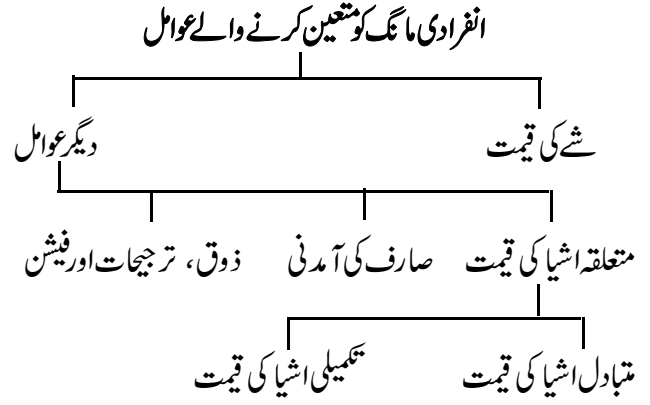 انفرادی مانگ کو متعین کرنے والے عوامل
شے کی قیمت
دیگر عوامل
متعلقہ اشیا کی قیمت
صارف کی آمدنی
ذوق، ترجیحات اور فیشن
متبادل اشیا کی قیمت
تکمیلی اشیا کی قیمت